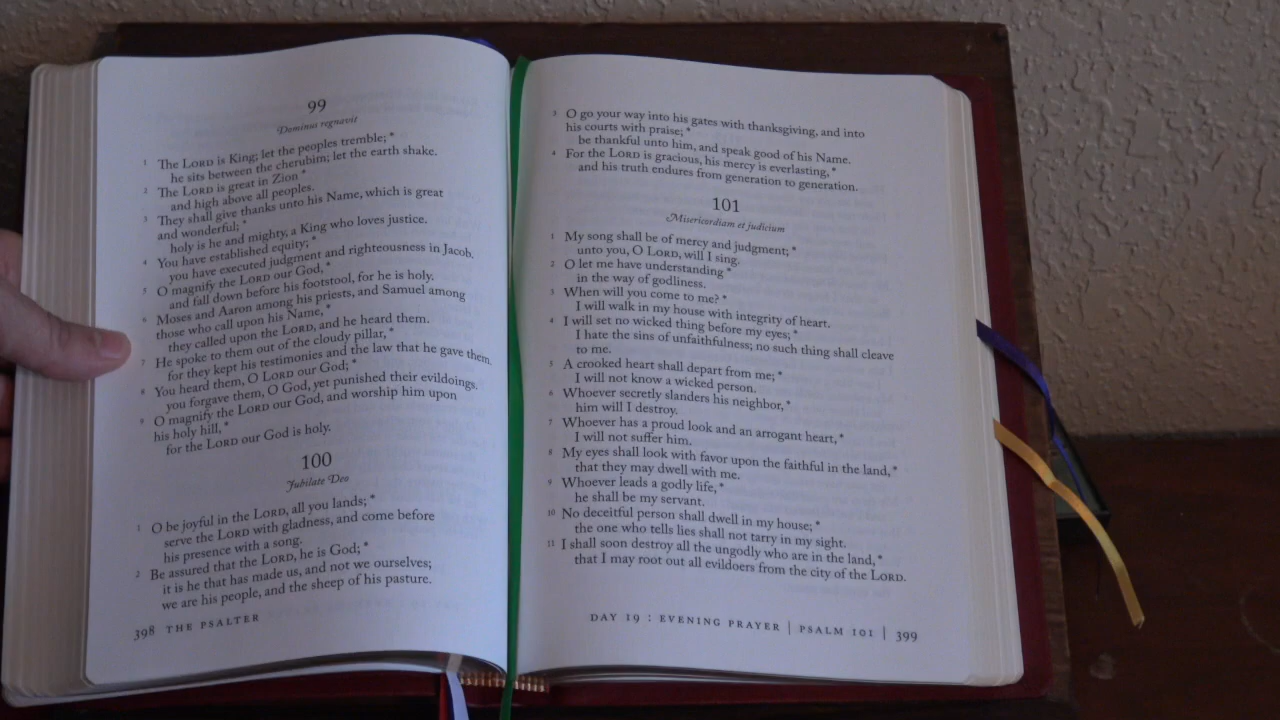 99
Dominus regnavit
1 The LORD is King; let the peoples tremble; *
he sits between the cherubim; let the earth shake.
2 The LORD is great in Zion *
and high above all peoples.
3 They shall give thanks unto his Name, which is great
and wonderful; *
holy is he and mighty, a King who loves justice.
4 You have established equity; *
you have executed judgment and righteousness in Jacob.
5 O magnify the LORD our God, *
and fall down before his footstool, for he is holy.
6 Moses and Aaron among his priests, and Samuel among
those who call upon his Name, *
they called upon the LORD, and he heard them.
7 He spoke to them out of the cloudy pillar, *
for they kept his testimonies and the law that he gave them.
8 You heard them, O LORD our God; *
you forgave them, O God, yet punished their evildoings.
9 O magnify the LORD our God, and worship him upon
his holy hill, *
for the LORD our God is holy.
100
Jubilate Deo
1 O be joyful in the LORD, all you lands; *
serve the LORD with gladness, and come before
his presence with a song.
2 Be assured that the LORD, he is God; *
it is he that has made us, and not we ourselves;
we are his people, and the sheep of his pasture.
398 THE PSALTER
3 O go your way into his gates with thanksgiving, and into
his courts with praise; *
be thankful unto him, and speak good of his Name.
4 For the LORD is gracious, his mercy is everlasting, *
and his truth endures from generation to generation.
101
Misericordiam et judicium
1 My song shall be of mercy and judgment; *
unto you, O LORD, will I sing.
2 O let me have understanding *
in the way of godliness.
3 When will you come to me? *
I will walk in my house with integrity of heart.
4 I will set no wicked thing before my eyes; *
I hate the sins of unfaithfulness; no such thing shall cleave
to me.
5 A crooked heart shall depart from me; *
I will not know a wicked person.
6 Whoever secretly slanders his neighbor, *
him will I destroy.
7 Whoever has a proud look and an arrogant heart, *
I will not suffer him.
8 My eyes shall look with favor upon the faithful in the land, *
that they may dwell with me.
9 Whoever leads a godly life, *
he shall be my servant.
10 No deceitful person shall dwell in my house; *
the one who tells lies shall not tarry in my sight.
11 I shall soon destroy all the ungodly who are in the land, *
that I may root out all evildoers from the city of the LORD.
DAY 19 : EVENING PRAYER | PSALM 101 | 399